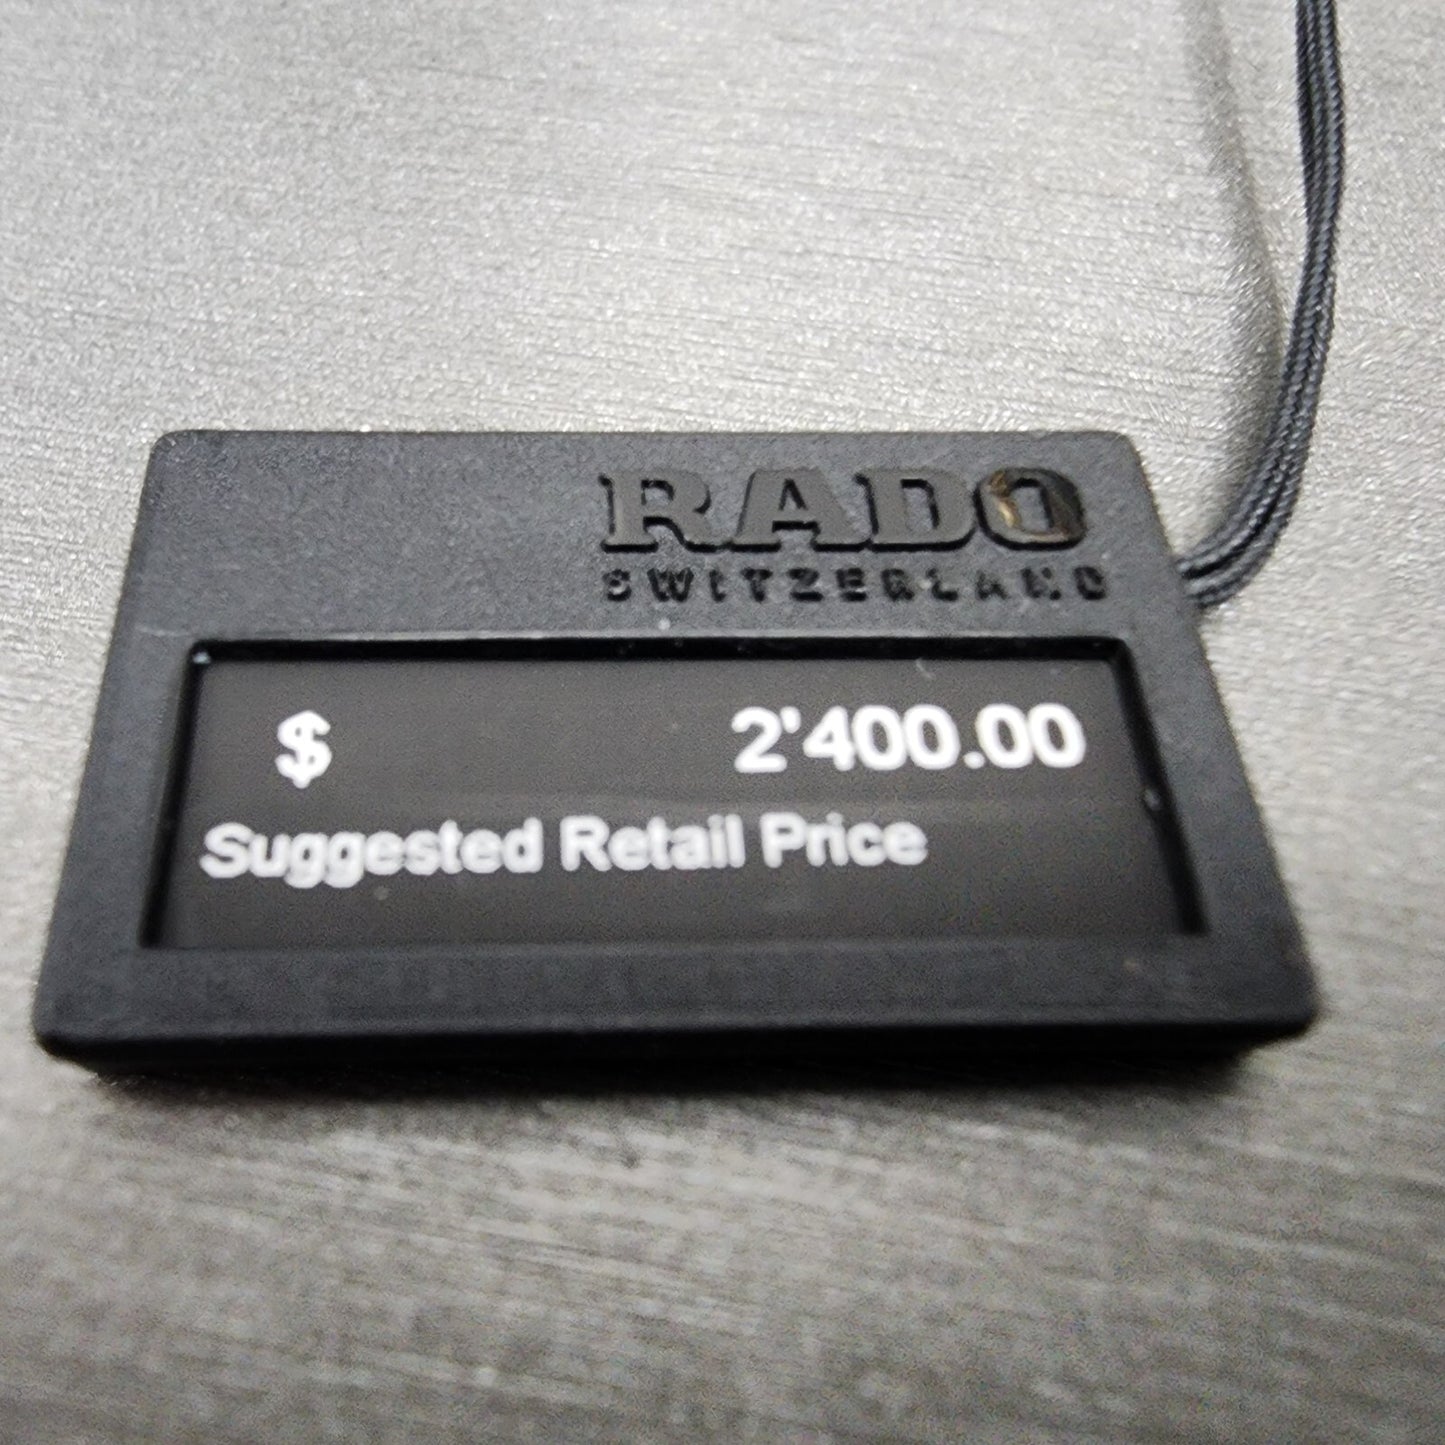 RADO
SWITZERLAND
$ 2'400.00
Suggested Retail Price